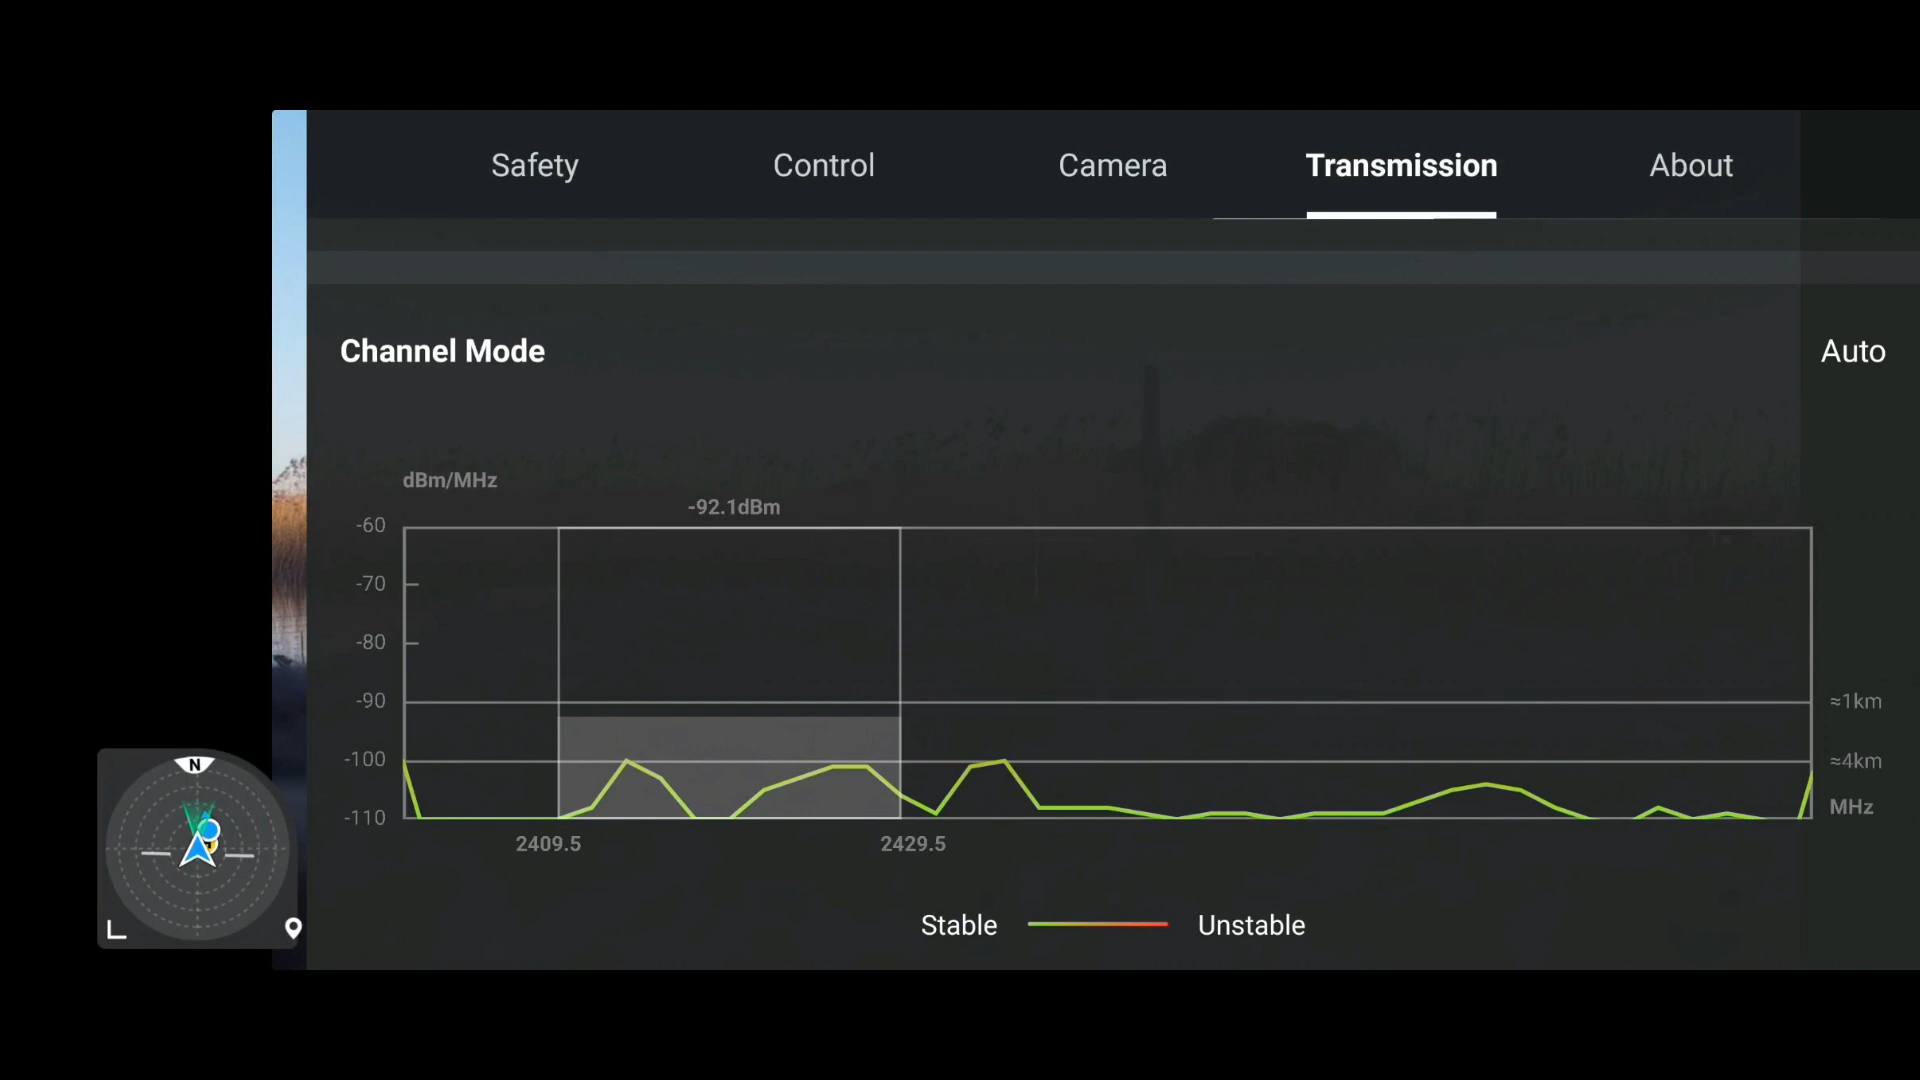 Safety Control Camera Transmission About
Channel Mode Auto
dBm/MHz
-92.1dBm
-60
-70
-80
-90 ≈1km
-100 ≈4km
-110 MHz
2409.5 2429.5
N
Stable Unstable